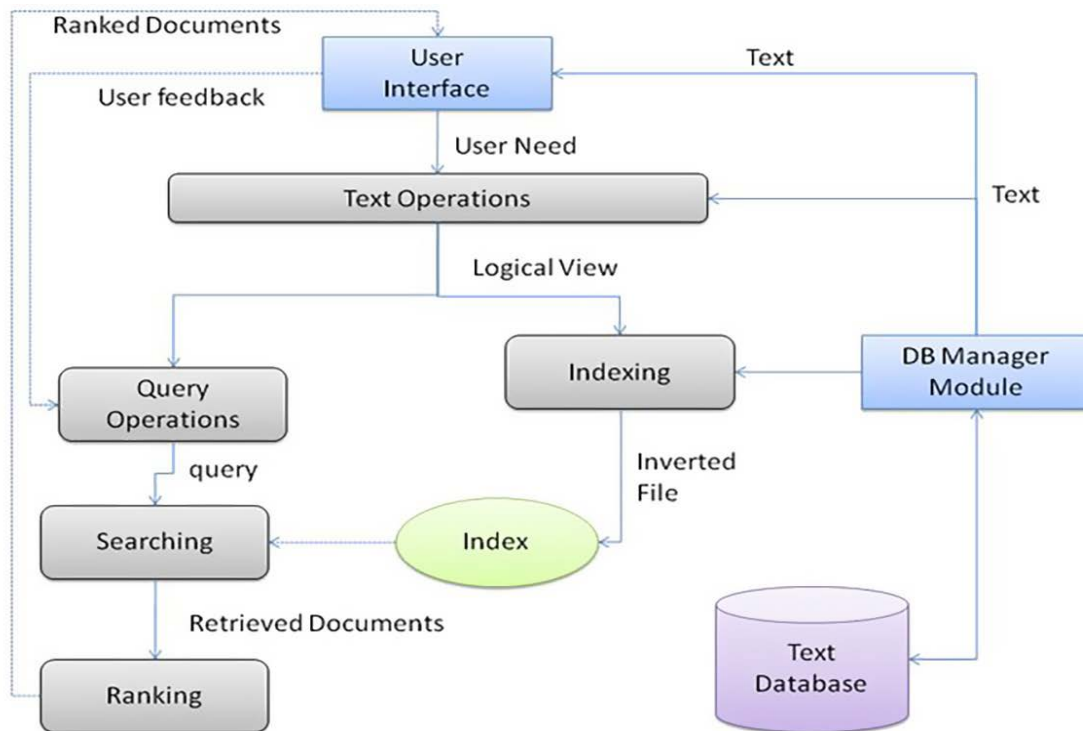 Ranked Documents
User
Interface
Text
User feedback
User Need
Text Operations
Text
Logical View
Query
Operations
Indexing
DB Manager
Module
query
Inverted
File
Searching
Index
Retrieved Documents
Text
Database
Ranking